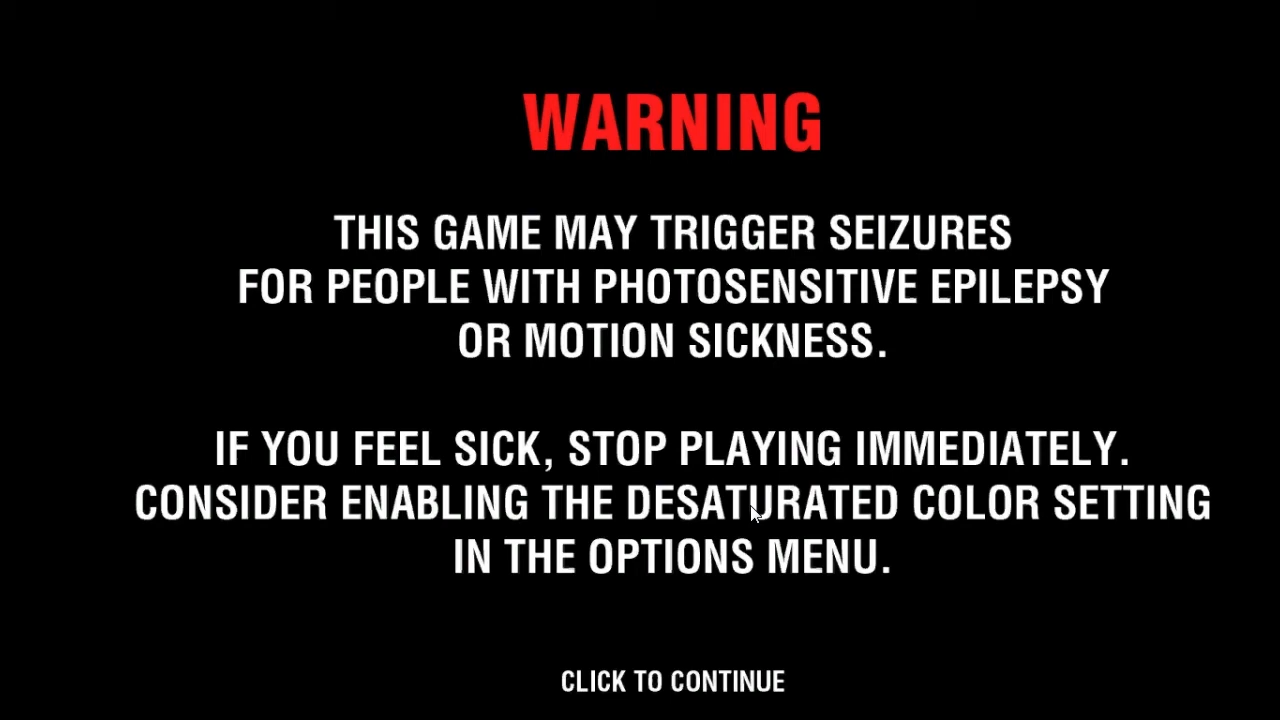 WARNING
THIS GAME MAY TRIGGER SEIZURES
FOR PEOPLE WITH PHOTOSENSITIVE EPILEPSY
OR MOTION SICKNESS.
IF YOU FEEL SICK, STOP PLAYING IMMEDIATELY.
CONSIDER ENABLING THE DESATURATED COLOR SETTING
IN THE OPTIONS MENU.
CLICK TO CONTINUE